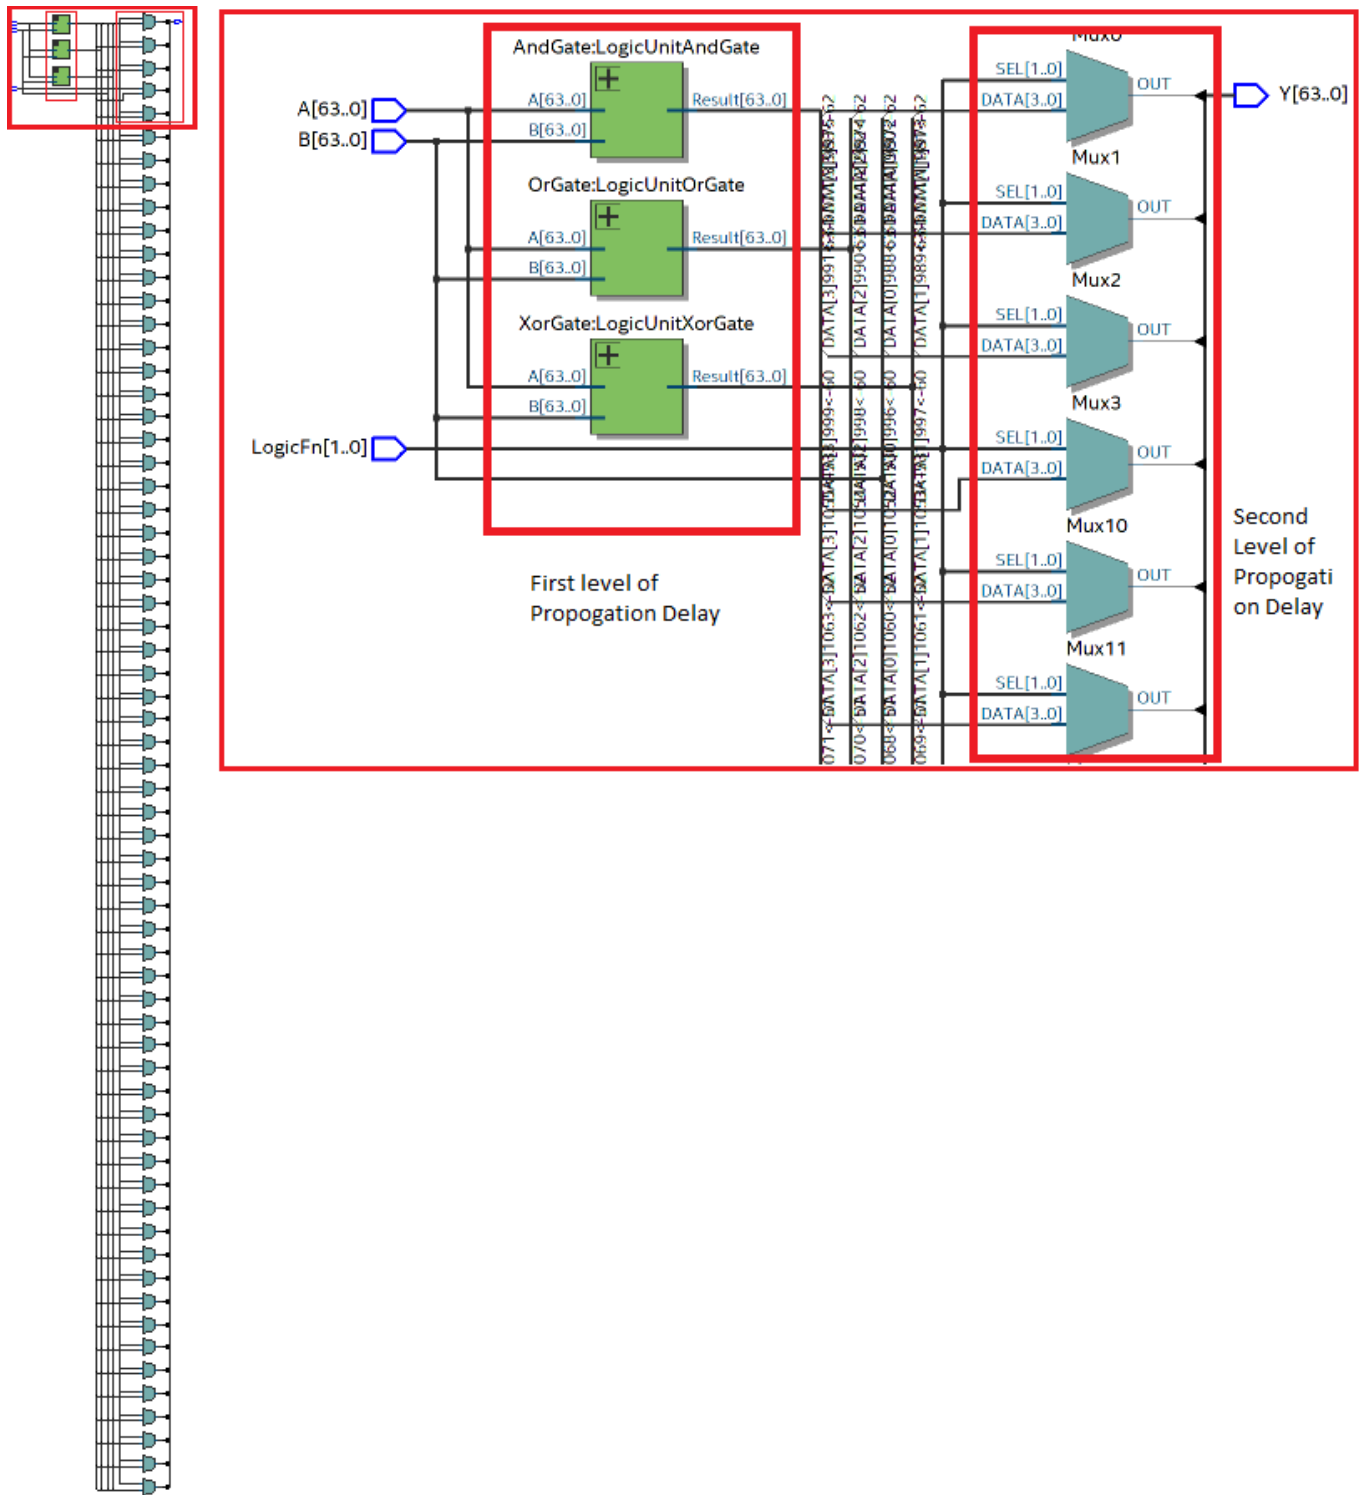 AndGate:LogicUnitAndGate
A[63..0]
B[63..0]
A[63..0]
B[63..0]
Result[63..0]
OrGate:LogicUnitOrGate
A[63..0]
B[63..0]
Result[63..0]
XorGate:LogicUnitXorGate
A[63..0]
B[63..0]
Result[63..0]
LogicFn[1..0]
First level of
Propogation Delay
Mux0
SEL[1..0]
DATA[3..0]
OUT
Y[63..0]
Mux1
SEL[1..0]
DATA[3..0]
OUT
Mux2
SEL[1..0]
DATA[3..0]
OUT
Mux3
SEL[1..0]
DATA[3..0]
OUT
Mux10
SEL[1..0]
DATA[3..0]
OUT
Mux11
SEL[1..0]
DATA[3..0]
OUT
Second
Level of
Propogati
on Delay